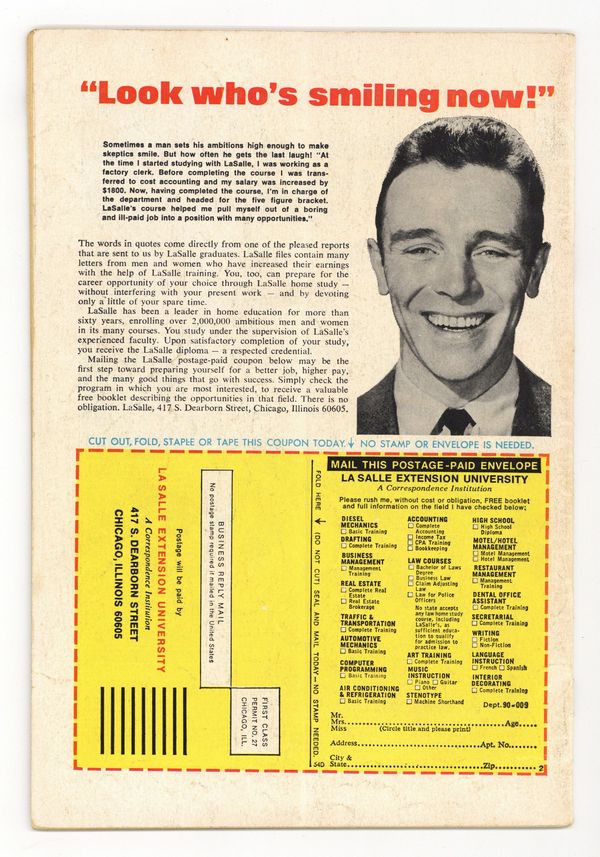 “Look who’s smiling now!”
Sometimes a man sets his ambitions high enough to make
skeptics smile. But how often he gets the last laugh! “At
the time I started studying with LaSalle, I was working as a
factory clerk. Before completing the course I was trans-
ferred to cost accounting and my salary was increased by
$1800. Now, having completed the course, I’m in charge of
the department and headed for the five figure bracket.
LaSalle’s course helped me pull myself out of a boring
and ill-paid job into a position with many opportunities.”
The words in quotes come directly from one of the pleased reports
that are sent to us by LaSalle graduates. LaSalle files contain many
letters from men and women who have increased their earnings
with the help of LaSalle training. You, too, can prepare for the
career opportunity of your choice through LaSalle home study —
without interfering with your present work — and by devoting
only a little of your spare time.
LaSalle has been a leader in home education for more than
sixty years, enrolling over 2,000,000 ambitious men and women
in its many courses. You study under the supervision of LaSalle’s
experienced faculty. Upon satisfactory completion of your study,
you receive the LaSalle diploma — a respected credential.
Mailing the LaSalle postage-paid coupon below may be the
first step toward preparing yourself for a better job, higher pay,
and the many good things that go with success. Simply check the
program in which you are most interested, to receive a valuable
free booklet describing the opportunities in that field. There is no
obligation. LaSalle, 417 S. Dearborn Street, Chicago, Illinois 60605.
CUT OUT, FOLD, STAPLE OR TAPE THIS COUPON TODAY. ↓ NO STAMP OR ENVELOPE IS NEEDED.
BUSINESS REPLY MAIL
No postage stamp required if mailed in the United States
FIRST CLASS
PERMIT NO. 27
CHICAGO, ILL.
Postage will be paid by
LA SALLE EXTENSION UNIVERSITY
A Correspondence Institution
417 S. DEARBORN STREET
CHICAGO, ILLINOIS 60605
FOLD HERE → (DO NOT CUT) SEAL AND MAIL TODAY—NO STAMP NEEDED.
54D
MAIL THIS POSTAGE-PAID ENVELOPE
LA SALLE EXTENSION UNIVERSITY
A Correspondence Institution
Please rush me, without cost or obligation, FREE booklet
and full information on the field I have checked below:
DIESEL
MECHANICS
☐ Basic Training
DRAFTING
☐ Complete Training
BUSINESS
MANAGEMENT
☐ Management
Training
REAL ESTATE
☐ Complete Real
Estate
☐ Real Estate
Brokerage
TRAFFIC &
TRANSPORTATION
☐ Complete Training
AUTOMOTIVE
MECHANICS
☐ Basic Training
COMPUTER
PROGRAMMING
☐ Basic Training
AIR CONDITIONING
& REFRIGERATION
☐ Basic Training
ACCOUNTING
☐ Complete
Accounting
☐ Income Tax
☐ CPA Training
☐ Bookkeeping
LAW COURSES
☐ Bachelor of Laws
Degree
☐ Business Law
☐ Claim Adjusting
Law
☐ Law for Police
Officers
No state accepts
any law home study
course, including
LaSalle’s, as
sufficient educa-
tion to qualify
for admission to
practice law.
ART TRAINING
☐ Complete Training
MUSIC
INSTRUCTION
☐ Piano ☐ Guitar
☐ Other
STENOTYPE
☐ Machine Shorthand
HIGH SCHOOL
☐ High School
Diploma
MOTEL/HOTEL
MANAGEMENT
☐ Motel Management
☐ Hotel Management
RESTAURANT
MANAGEMENT
☐ Management
Training
DENTAL OFFICE
ASSISTANT
☐ Complete Training
SECRETARIAL
☐ Complete Training
WRITING
☐ Fiction
☐ Non-Fiction
LANGUAGE
INSTRUCTION
☐ French ☐ Spanish
INTERIOR
DECORATING
☐ Complete Training
Dept. 90-009
Mr.
Mrs. Age
Miss (Circle title and please print)
Address Apt. No.
City &
State Zip 2